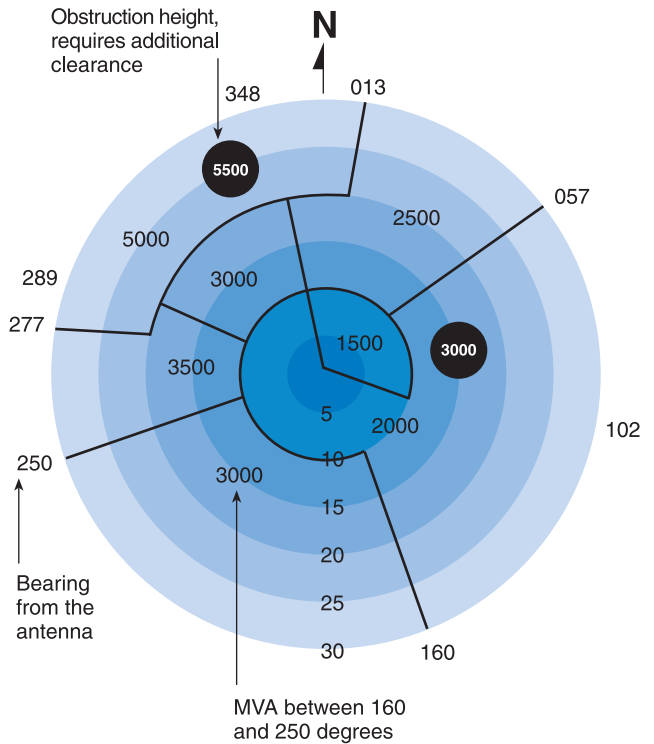 Obstruction height,
requires additional
clearance
N
348
013
5500
057
2500
5000
289
3000
277
1500
3000
3500
5
2000
102
10
250
3000
15
20
Bearing
from the
antenna
25
30
160
MVA between 160
and 250 degrees